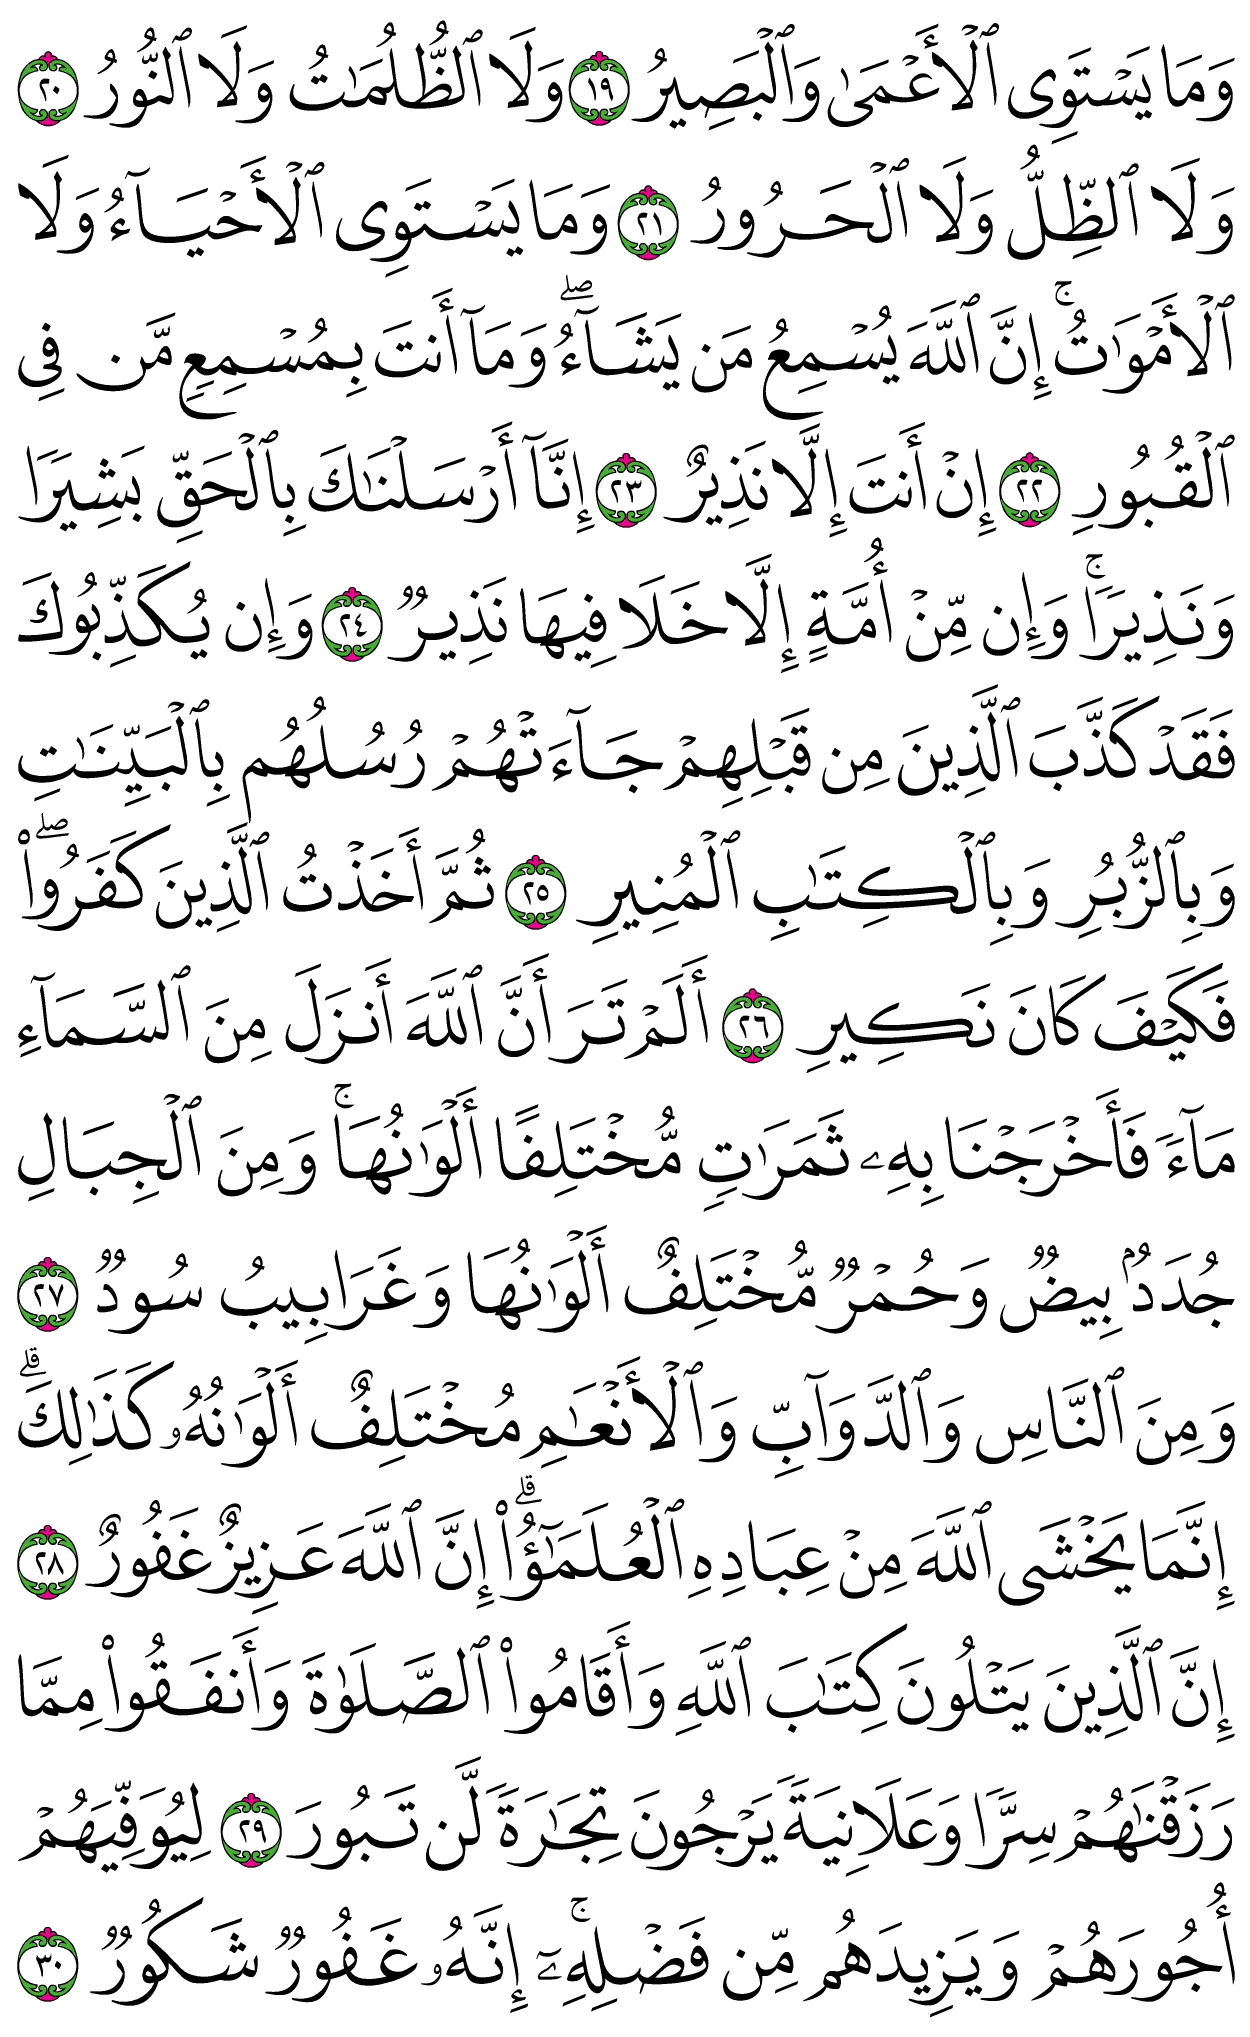 وَمَا يَسۡتَوِي ٱلۡأَعۡمَىٰ وَٱلۡبَصِيرُ ١٩ وَلَا ٱلظُّلُمَٰتُ وَلَا ٱلنُّورُ ٢٠
وَلَا ٱلظِّلُّ وَلَا ٱلۡحَرُورُ ٢١ وَمَا يَسۡتَوِي ٱلۡأَحۡيَآءُ وَلَا
ٱلۡأَمۡوَٰتُۚ إِنَّ ٱللَّهَ يُسۡمِعُ مَن يَشَآءُۖ وَمَآ أَنتَ بِمُسۡمِعٖ مَّن فِي
ٱلۡقُبُورِ ٢٢ إِنۡ أَنتَ إِلَّا نَذِيرٌ ٢٣ إِنَّآ أَرۡسَلۡنَٰكَ بِٱلۡحَقِّ بَشِيرٗا
وَنَذِيرٗاۚ وَإِن مِّنۡ أُمَّةٍ إِلَّا خَلَا فِيهَا نَذِيرٞ ٢٤ وَإِن يُكَذِّبُوكَ
فَقَدۡ كَذَّبَ ٱلَّذِينَ مِن قَبۡلِهِمۡ جَآءَتۡهُمۡ رُسُلُهُم بِٱلۡبَيِّنَٰتِ
وَبِٱلزُّبُرِ وَبِٱلۡكِتَٰبِ ٱلۡمُنِيرِ ٢٥ ثُمَّ أَخَذۡتُ ٱلَّذِينَ كَفَرُواْۖ
فَكَيۡفَ كَانَ نَكِيرِ ٢٦ أَلَمۡ تَرَ أَنَّ ٱللَّهَ أَنزَلَ مِنَ ٱلسَّمَآءِ
مَآءٗ فَأَخۡرَجۡنَا بِهِۦ ثَمَرَٰتٖ مُّخۡتَلِفًا أَلۡوَٰنُهَاۚ وَمِنَ ٱلۡجِبَالِ
جُدَدُۢ بِيضٞ وَحُمۡرٞ مُّخۡتَلِفٌ أَلۡوَٰنُهَا وَغَرَابِيبُ سُودٞ ٢٧
وَمِنَ ٱلنَّاسِ وَٱلدَّوَآبِّ وَٱلۡأَنۡعَٰمِ مُخۡتَلِفٌ أَلۡوَٰنُهُۥ كَذَٰلِكَۗ
إِنَّمَا يَخۡشَى ٱللَّهَ مِنۡ عِبَادِهِ ٱلۡعُلَمَٰٓؤُاْۗ إِنَّ ٱللَّهَ عَزِيزٌ غَفُورٌ ٢٨
إِنَّ ٱلَّذِينَ يَتۡلُونَ كِتَٰبَ ٱللَّهِ وَأَقَامُواْ ٱلصَّلَوٰةَ وَأَنفَقُواْ مِمَّا
رَزَقۡنَٰهُمۡ سِرّٗا وَعَلَانِيَةٗ يَرۡجُونَ تِجَٰرَةٗ لَّن تَبُورَ ٢٩ لِيُوَفِّيَهُمۡ
أُجُورَهُمۡ وَيَزِيدَهُم مِّن فَضۡلِهِۦٓۚ إِنَّهُۥ غَفُورٞ شَكُورٞ ٣٠